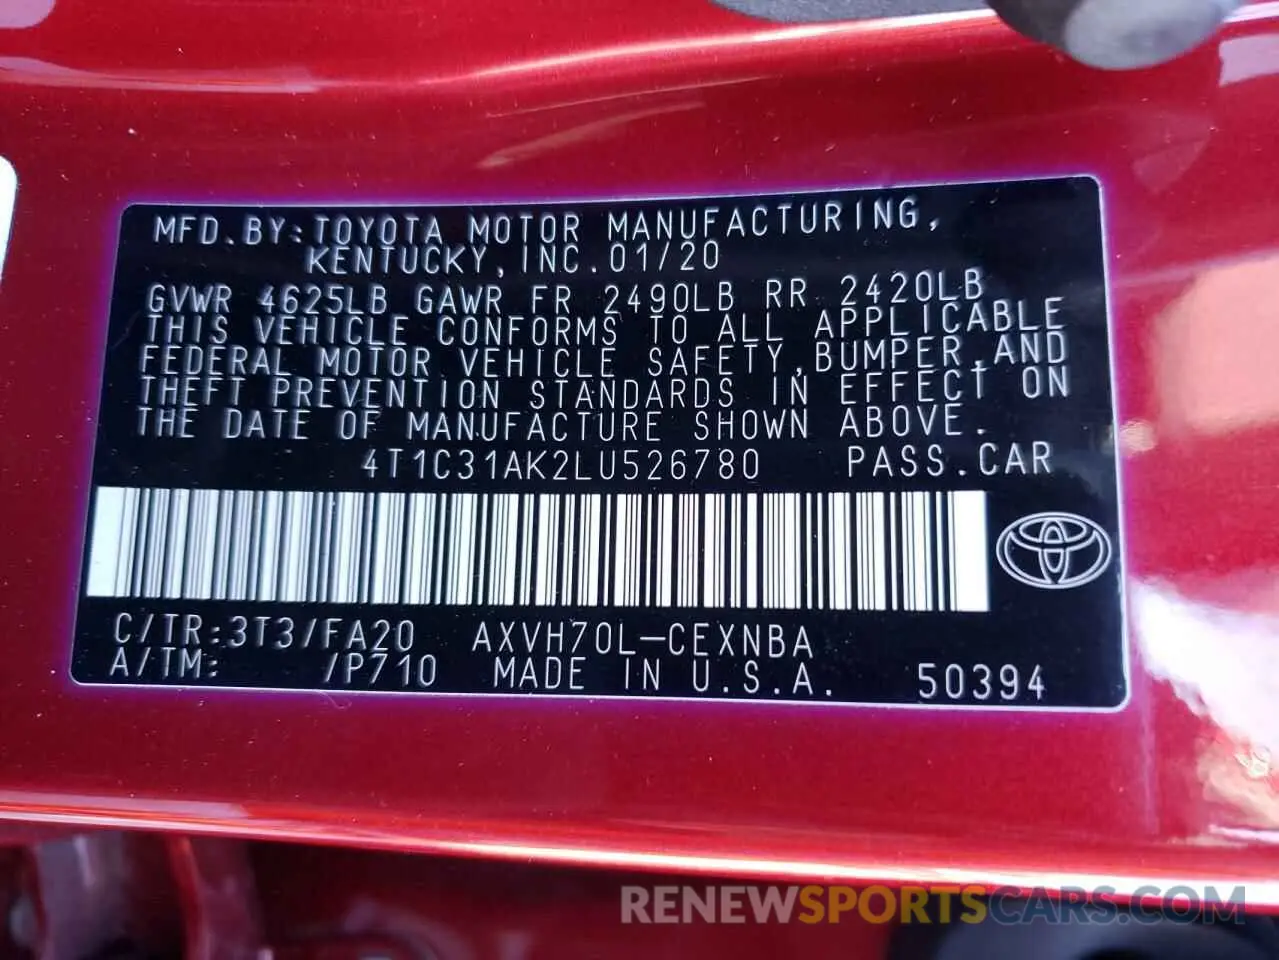 MFD.BY:TOYOTA MOTOR MANUFACTURING,
KENTUCKY,INC.01/20
GVWR 4625LB GAWR FR 2490LB RR 2420LB
THIS VEHICLE CONFORMS TO ALL APPLICABLE
FEDERAL MOTOR VEHICLE SAFETY,BUMPER,AND
THEFT PREVENTION STANDARDS IN EFFECT ON
THE DATE OF MANUFACTURE SHOWN ABOVE.
4T1C31AK2LU526780 PASS.CAR
C/TR:3T3/FA20 AXVH70L-CEXNBA
A/TM: /P710 MADE IN U.S.A. 50394
RENEWSPORTSCARS.COM